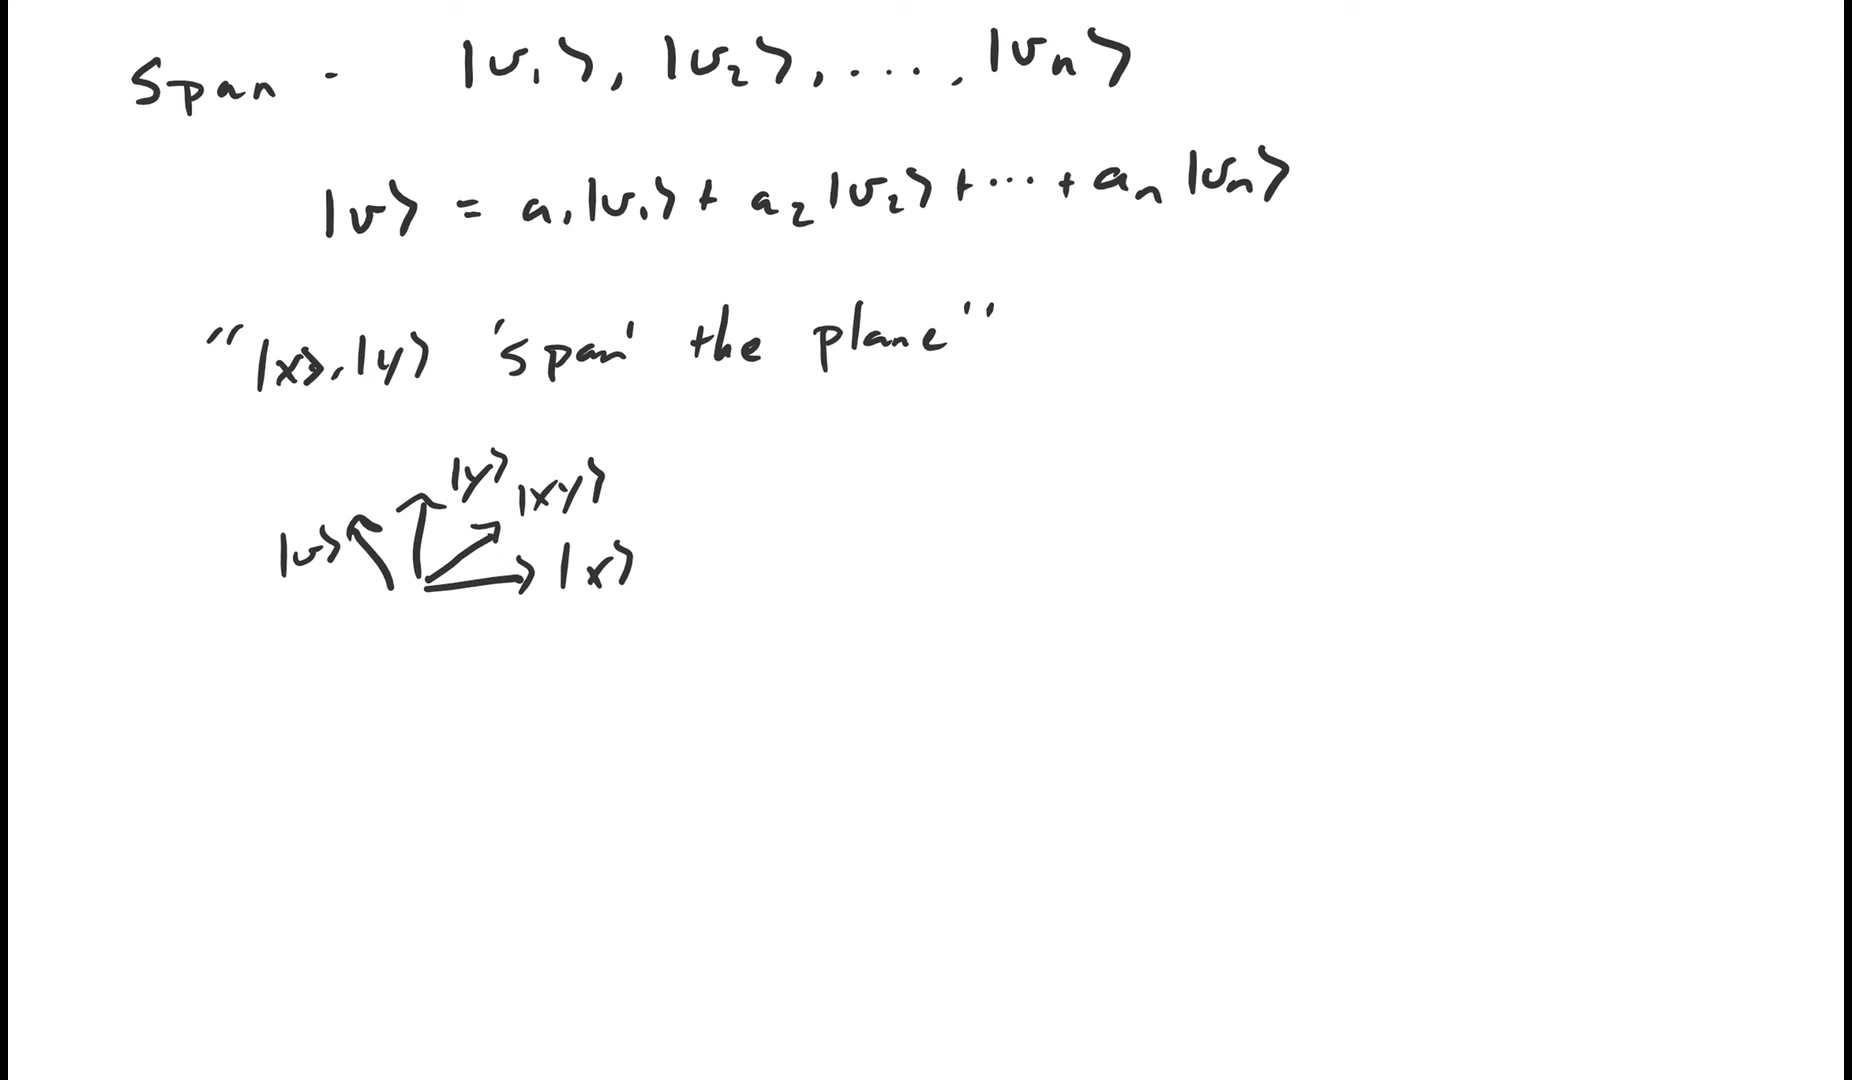 Span - |v₁⟩, |v₂⟩, ...., |vₙ⟩
|v⟩ = a₁|v₁⟩ + a₂|v₂⟩ + ⋯ + aₙ|vₙ⟩
"|x⟩, |y⟩ 'span' the plane"
|y⟩ |xy⟩
|v⟩ |x⟩